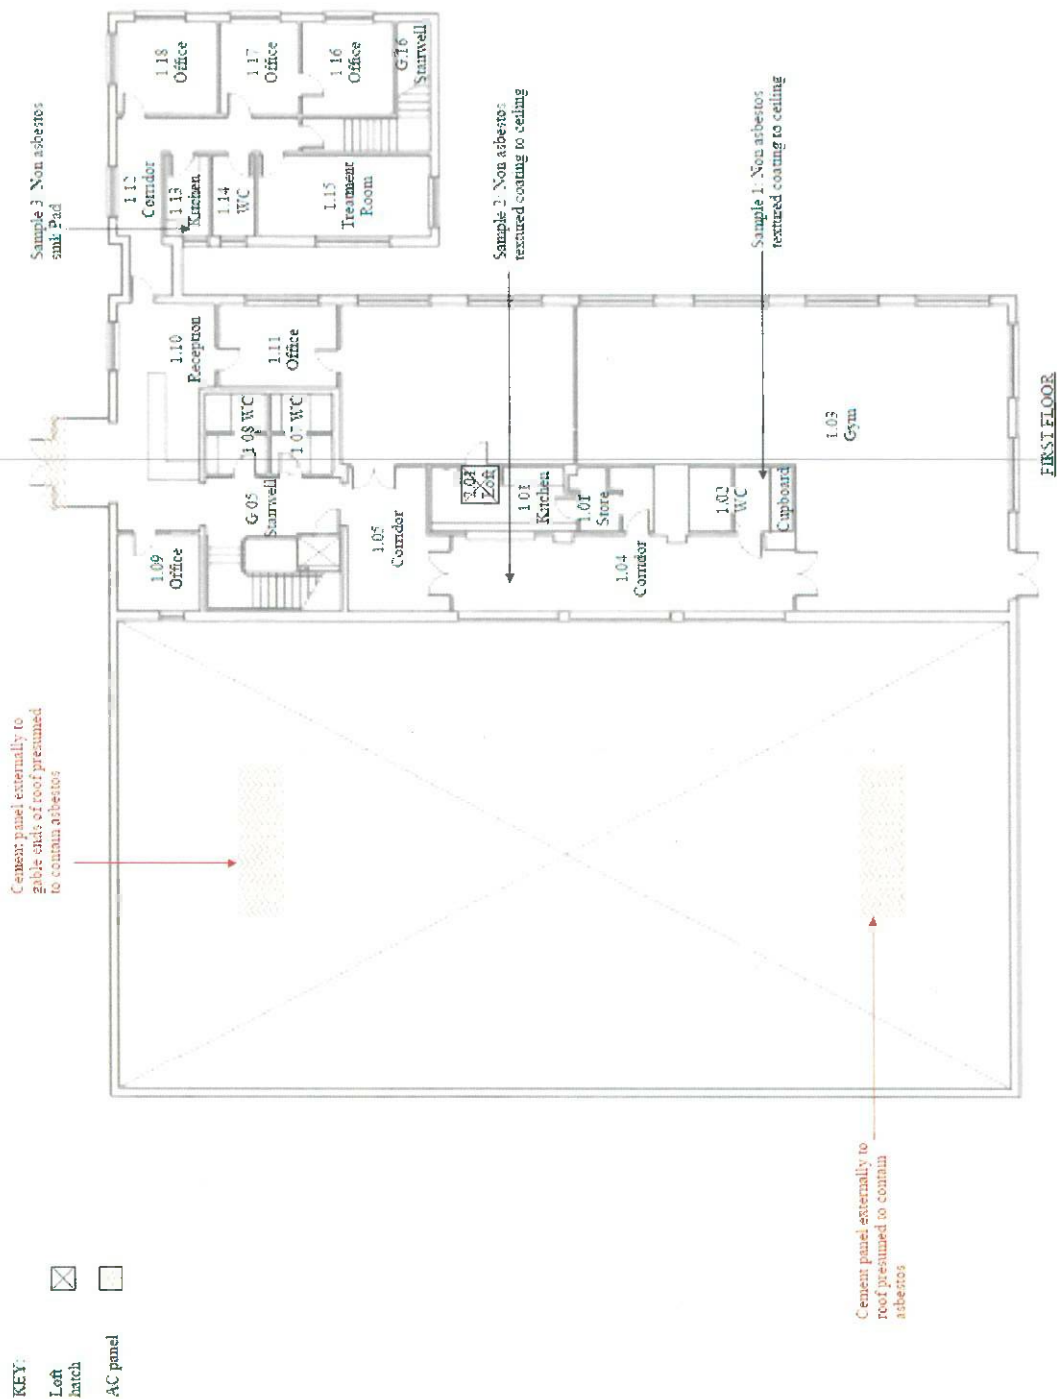 KEY:
Loft
hatch
AC panel
Cement panel externally to
gable ends of roof presumed
to contain asbestos
Cement panel externally to
roof presumed to contain
asbestos
Sample 3: Non asbestos
sink Pad
Sample 2: Non asbestos
textured coating to ceiling
Sample 1: Non asbestos
textured coating to ceiling
1.18
Office
1.17
Office
1.16
Office
G.16
Stairwell
1.12
Corridor
1.13
Kitchen
1.14
WC
1.15
Treatment
Room
1.10
Reception
1.11
Office
1.08 WC
1.07 WC
G.05
Stairwell
1.09
Office
1.05
Corridor
Loft
1.01
Kitchen
1.01
Store
1.04
Corridor
1.02
WC
Cupboard
1.03
Gym
FIRST FLOOR